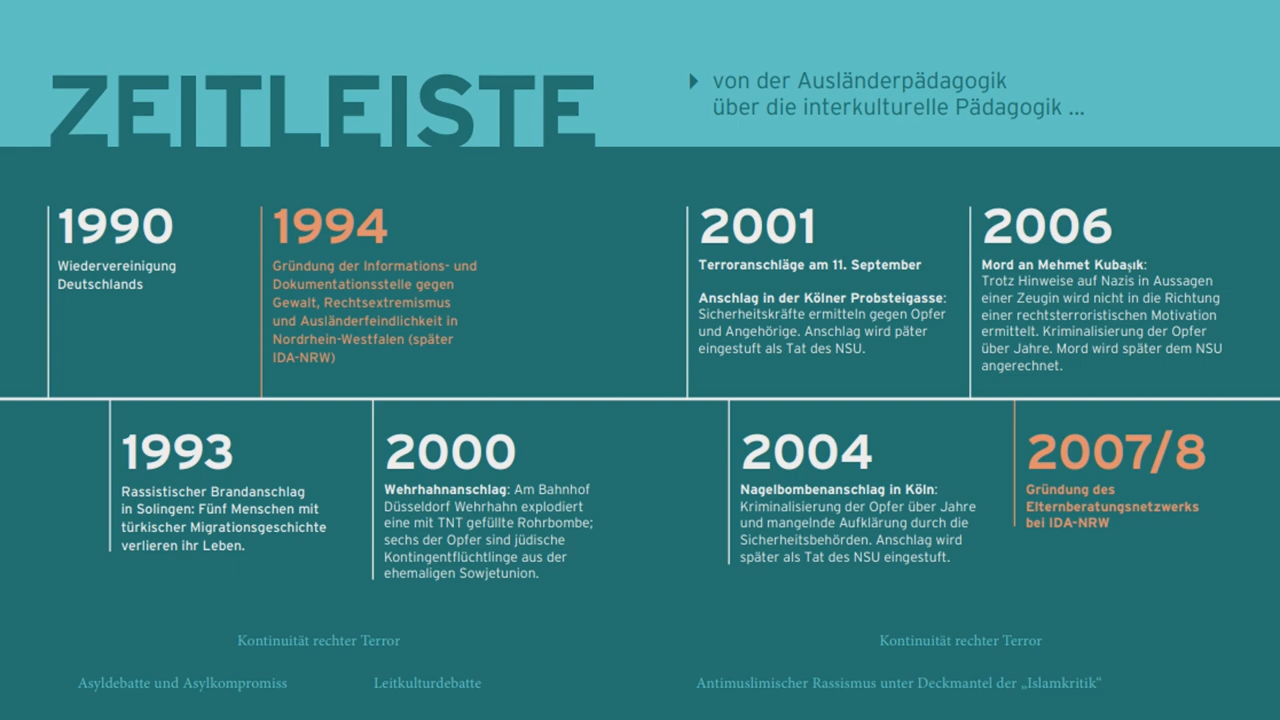 ZEITLEISTE
von der Ausländerpädagogik
über die interkulturelle Pädagogik ...
1990
Wiedervereinigung
Deutschlands
1994
Gründung der Informations- und
Dokumentationsstelle gegen
Gewalt, Rechtsextremismus
und Ausländerfeindlichkeit in
Nordrhein-Westfalen (später
IDA-NRW)
2001
Terroranschläge am 11. September
Anschlag in der Kölner Probsteigasse:
Sicherheitskräfte ermitteln gegen Opfer
und Angehörige. Anschlag wird päter
eingestuft als Tat des NSU.
2006
Mord an Mehmet Kubaşık:
Trotz Hinweise auf Nazis in Aussagen
einer Zeugin wird nicht in die Richtung
einer rechtsterroristischen Motivation
ermittelt. Kriminalisierung der Opfer
über Jahre. Mord wird später dem NSU
angerechnet.
1993
Rassistischer Brandanschlag
in Solingen: Fünf Menschen mit
türkischer Migrationsgeschichte
verlieren ihr Leben.
2000
Wehrhahnanschlag: Am Bahnhof
Düsseldorf Wehrhahn explodiert
eine mit TNT gefüllte Rohrbombe;
sechs der Opfer sind jüdische
Kontingentflüchtlinge aus der
ehemaligen Sowjetunion.
2004
Nagelbombenanschlag in Köln:
Kriminalisierung der Opfer über Jahre
und mangelnde Aufklärung durch die
Sicherheitsbehörden. Anschlag wird
später als Tat des NSU eingestuft.
2007/8
Gründung des
Elternberatungsnetzwerks
bei IDA-NRW
Kontinuität rechter Terror
Kontinuität rechter Terror
Asyldebatte und Asylkompromiss
Leitkulturdebatte
Antimuslimischer Rassismus unter Deckmantel der „Islamkritik“